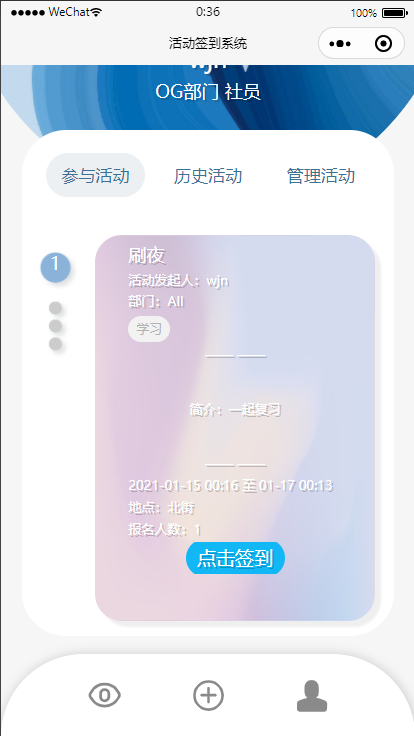 WeChat
0:36
100%
活动签到系统
wjn
OG部门 社员
参与活动
历史活动
管理活动
1
刷夜
活动发起人：wjn
部门：All
学习
—— ——
简介：一起复习
—— ——
2021-01-15 00:16 至 01-17 00:13
地点：北街
报名人数：1
点击签到